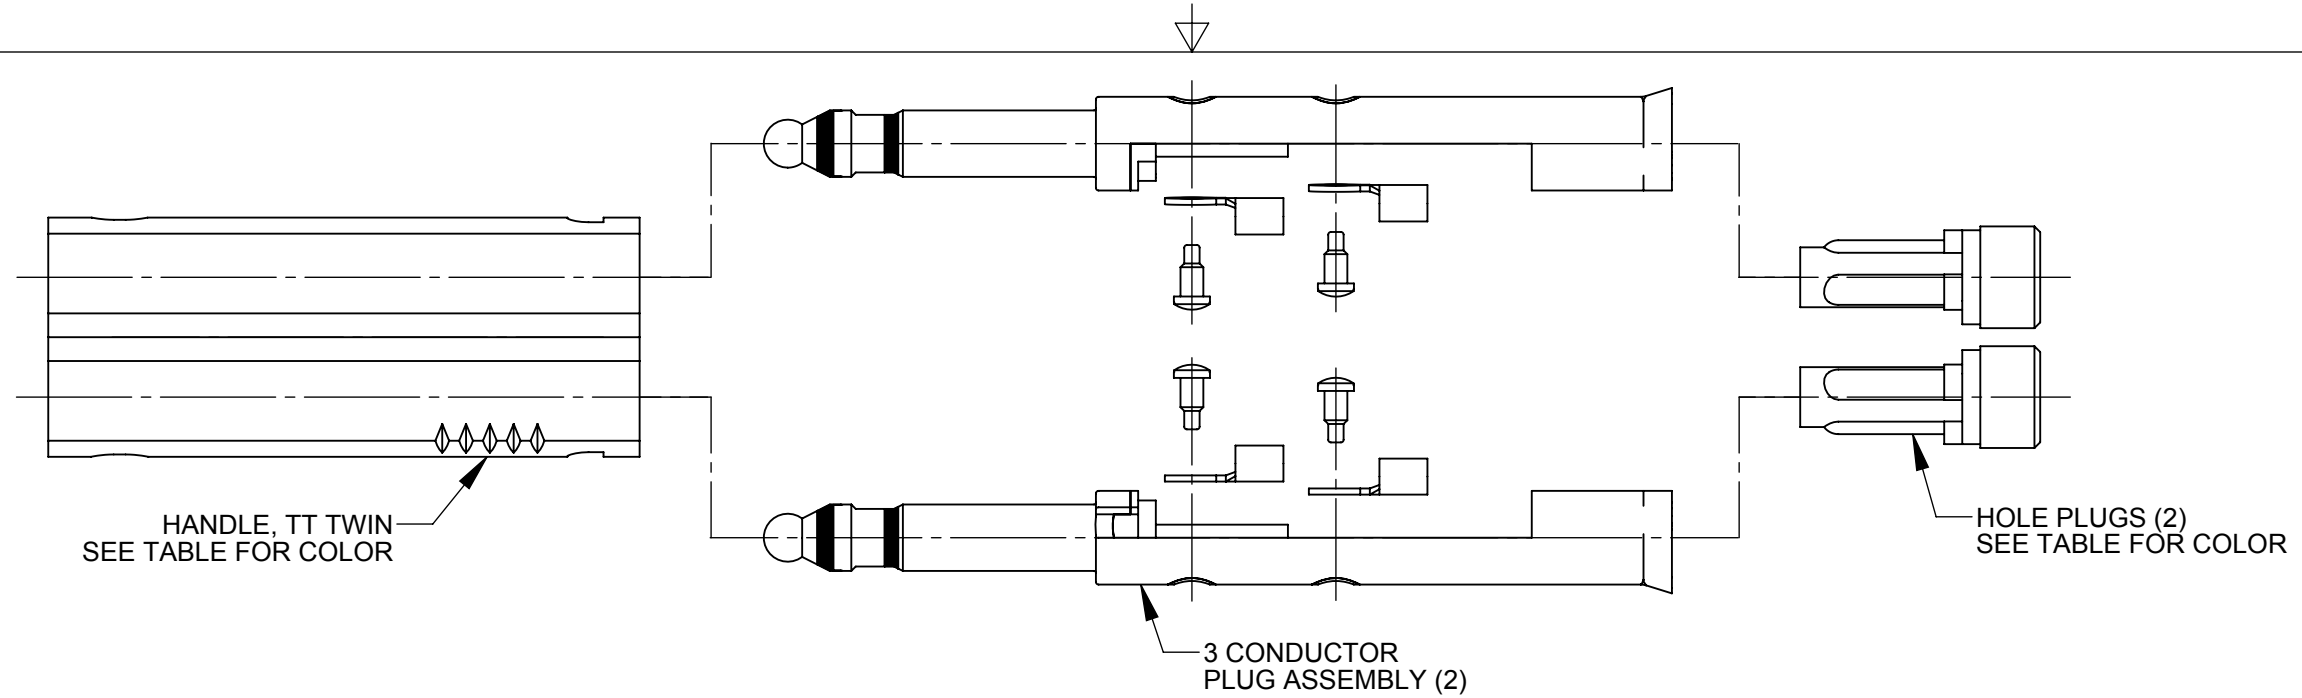 HANDLE, TT TWIN
SEE TABLE FOR COLOR
3 CONDUCTOR
PLUG ASSEMBLY (2)
HOLE PLUGS (2)
SEE TABLE FOR COLOR